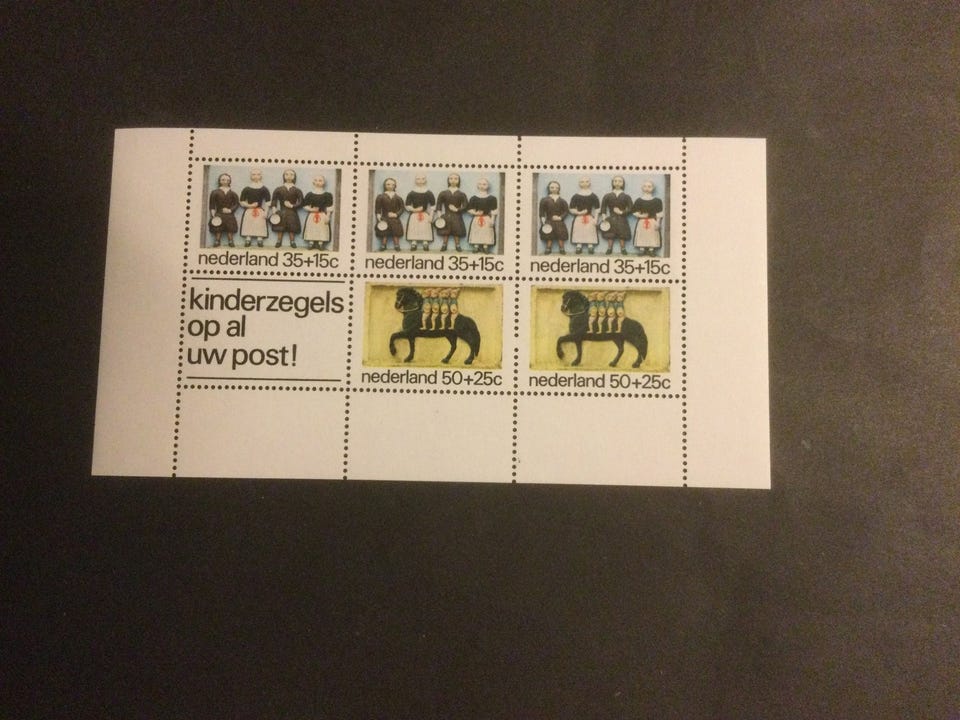 nederland 35+15c
nederland 35+15c
nederland 35+15c
kinderzegels
op al
uw post!
nederland 50+25c
nederland 50+25c